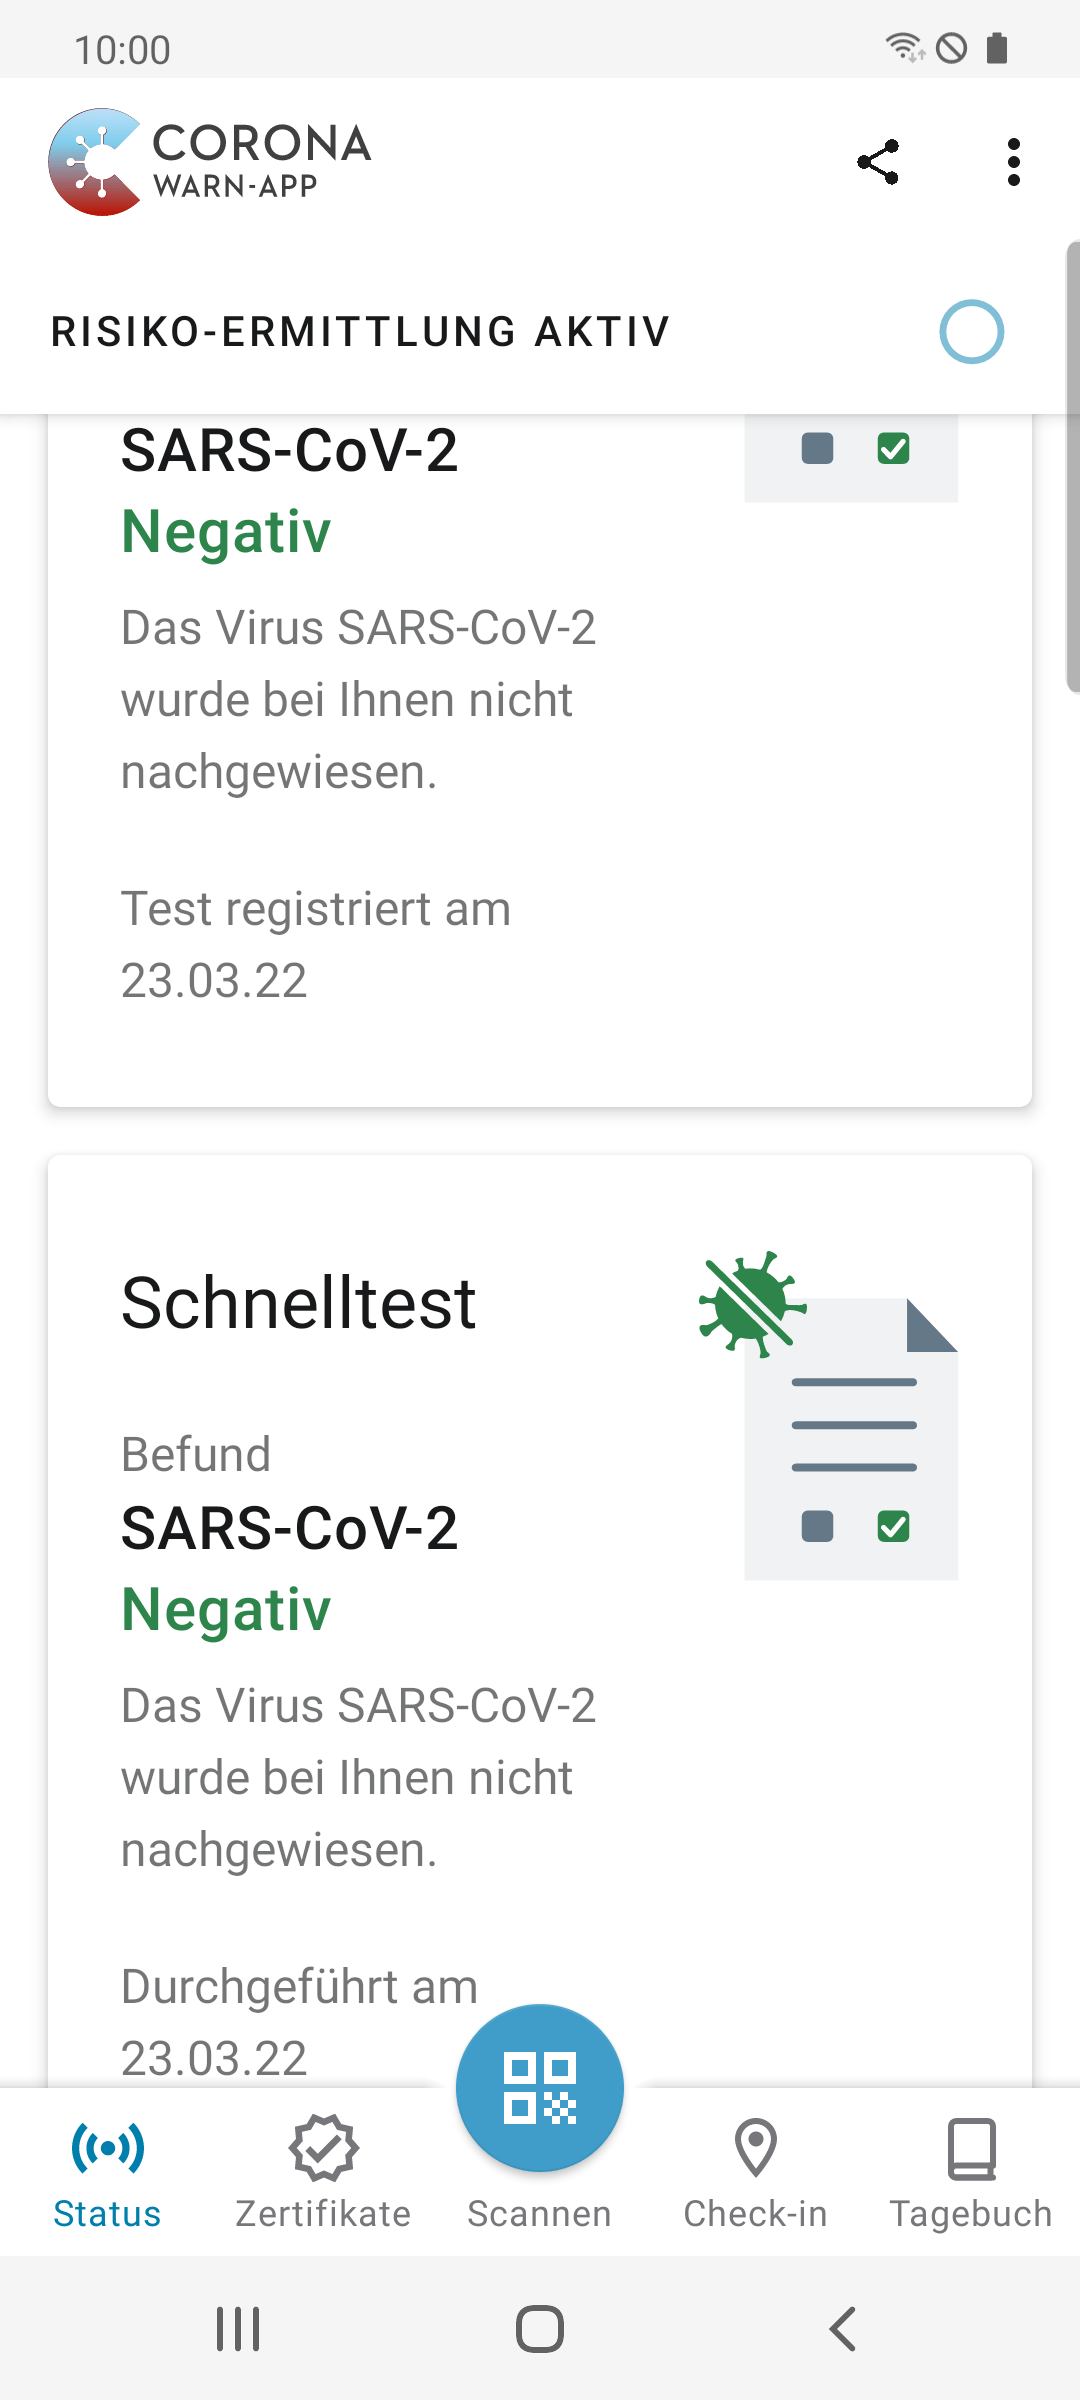 10:00
CORONA
WARN-APP
RISIKO-ERMITTLUNG AKTIV
SARS-CoV-2
Negativ
Das Virus SARS-CoV-2
wurde bei Ihnen nicht
nachgewiesen.
Test registriert am
23.03.22
Schnelltest
Befund
SARS-CoV-2
Negativ
Das Virus SARS-CoV-2
wurde bei Ihnen nicht
nachgewiesen.
Durchgeführt am
23.03.22
Status
Zertifikate
Scannen
Check-in
Tagebuch